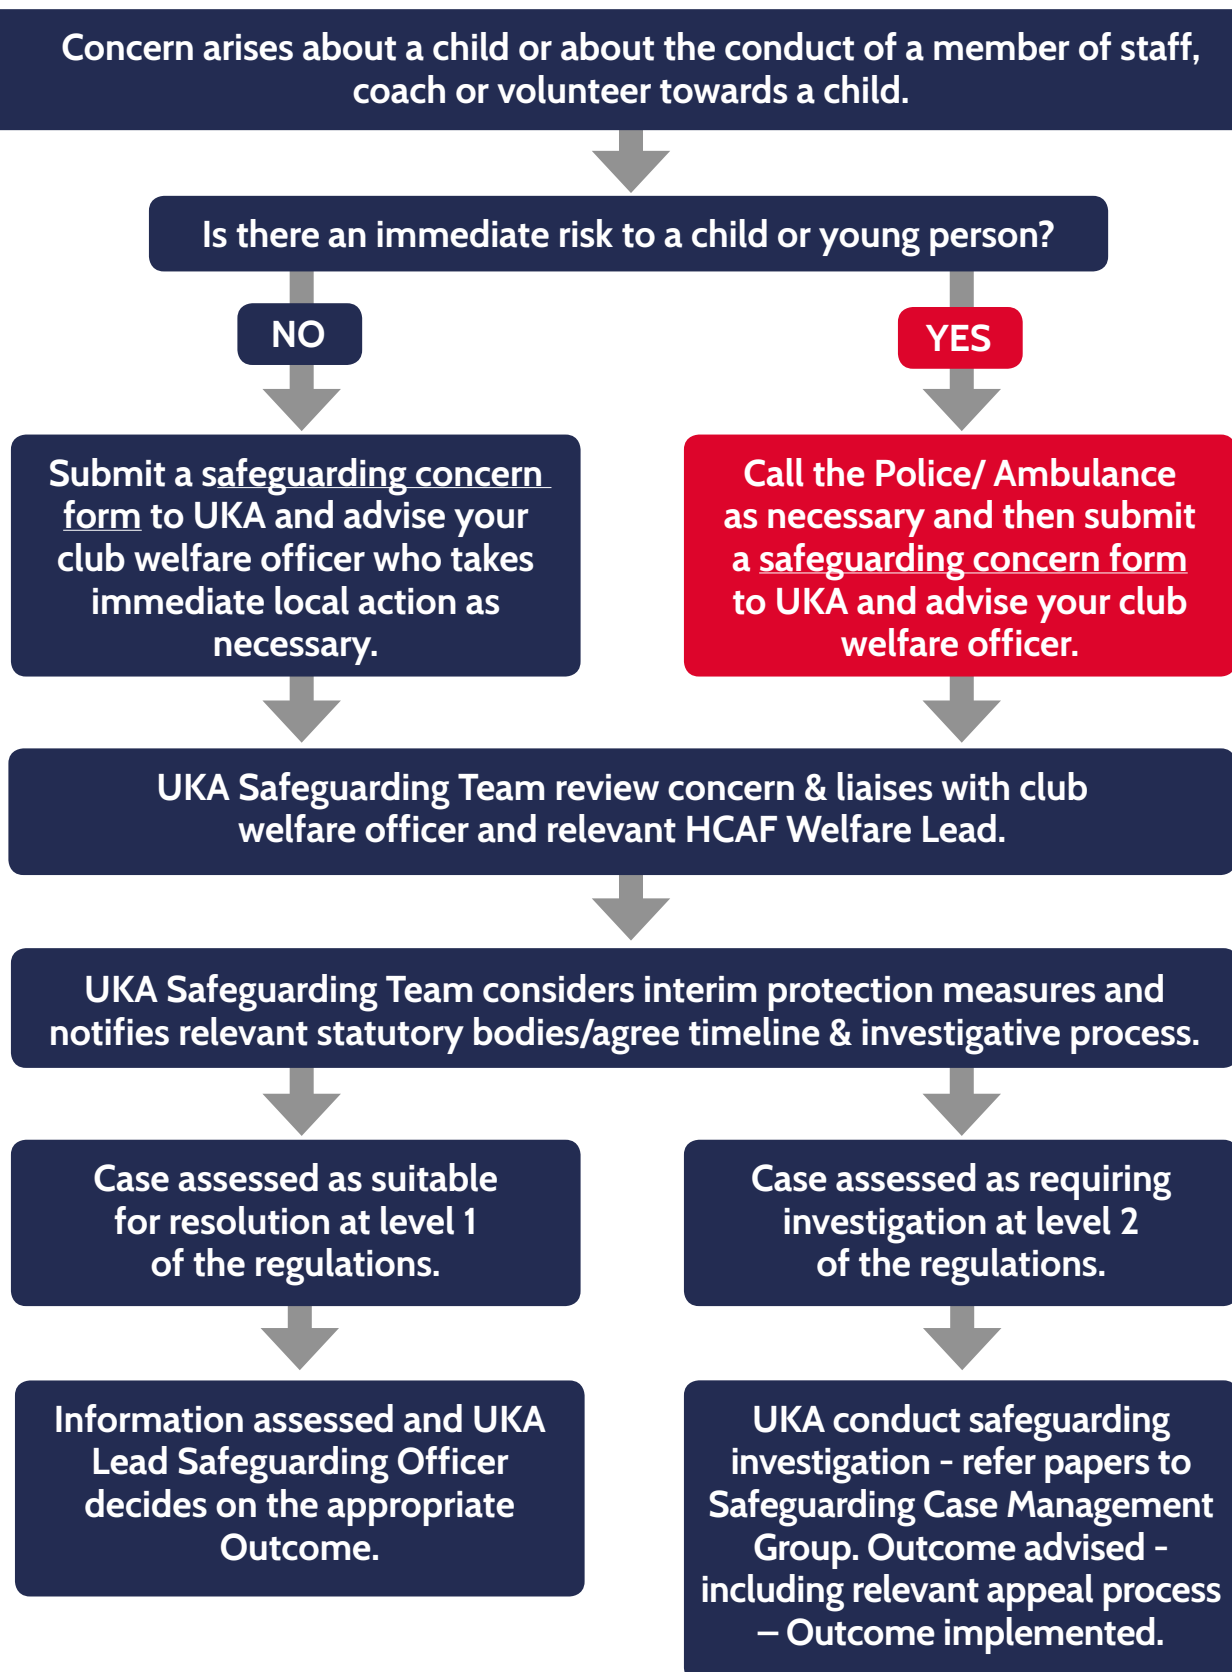 Concern arises about a child or about the conduct of a member of staff,
coach or volunteer towards a child.
Is there an immediate risk to a child or young person?
NO
YES
Submit a safeguarding concern
form to UKA and advise your
club welfare officer who takes
immediate local action as
necessary.
Call the Police/ Ambulance
as necessary and then submit
a safeguarding concern form
to UKA and advise your club
welfare officer.
UKA Safeguarding Team review concern & liaises with club
welfare officer and relevant HCAF Welfare Lead.
UKA Safeguarding Team considers interim protection measures and
notifies relevant statutory bodies/agree timeline & investigative process.
Case assessed as suitable
for resolution at level 1
of the regulations.
Case assessed as requiring
investigation at level 2
of the regulations.
Information assessed and UKA
Lead Safeguarding Officer
decides on the appropriate
Outcome.
UKA conduct safeguarding
investigation - refer papers to
Safeguarding Case Management
Group. Outcome advised -
including relevant appeal process
– Outcome implemented.